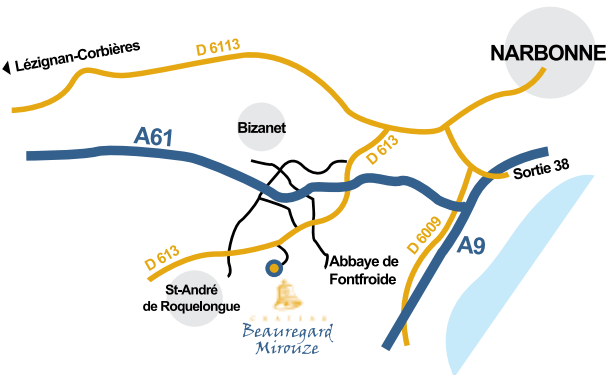 NARBONNE
D 6113
Lézignan-Corbières
Bizanet
A61
D 613
Sortie 38
D 6009
A9
D 613
Abbaye de
Fontfroide
St-André
de Roquelongue
CHATEAU
Beauregard
Mirouze